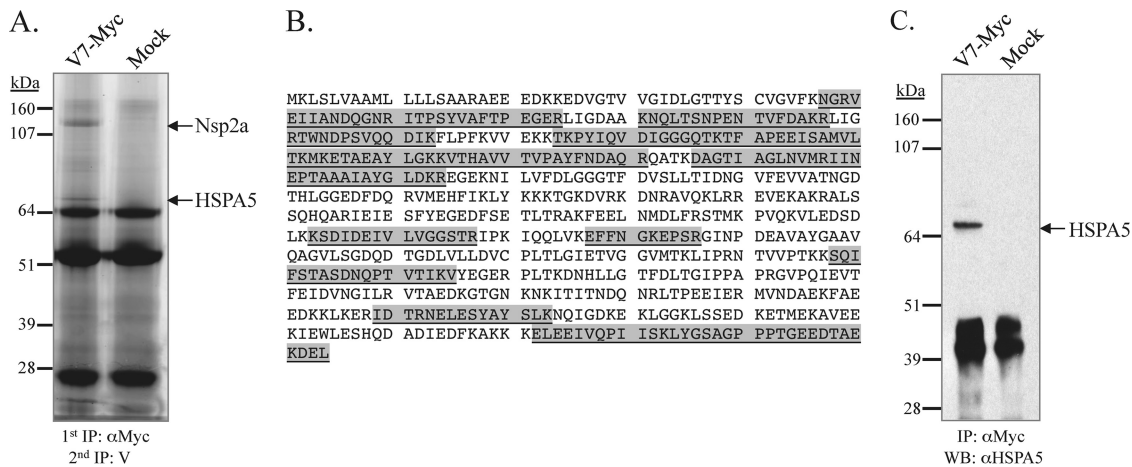 A.
V7-Myc Mock
kDa
160
107
64
51
39
28
Nsp2a
HSPA5
1st IP: αMyc
2nd IP: V
B.
MKLSLVAAML LLLSAARAEE EDKKEDVGTV VGIDLGTTYS CVGVFKNGRV
EIIANDQGNR ITPSYVAFTP EGERLIGDAA KNQLTSNPEN TVFDAKRLIG
RTWNDPSVQQ DIKFLPFKVV EKKTKPYIQV DIGGGQTKTF APEEISAMVL
TKMKETAEAY LGKKVTHAVV TVPAYFNDAQ RQATKDAGTI AGLNVMRIIN
EPTAAAIAYG LDKREGEKNI LVFDLGGGTF DVSLLTIDNG VFEVVATNGD
THLGGEDFDQ RVMEHFIKLY KKKTGKDVRK DNRAVQKLRR EVEKAKRALS
SQHQARIEIE SFYEGEDFSE TLTRAKFEEL NMDLFRSTMK PVQKVLEDSD
LKKSDIDEIV LVGGSTRIPK IQQLVKEFFN GKEPSRGINP DEAVAYGAAV
QAGVLSGDQD TGDLVLLDVC PLTLGIETVG GVMTKLIPRN TVVPTKKSQI
FSTASDNQPT VTIKVYEGER PLTKDNHLLG TFDLTGIPPA PRGVPQIEVT
FEIDVNGILR VTAEDKGTGN KNKITITNDQ NRLTPEEIER MVNDAEKFAE
EDKKLKERID TRNELESYAY SLKNQIGDKE KLGGKLSSED KETMEKAVEE
KIEWLESHQD ADIEDFKAKK KELEEIVQPI ISKLYGSAGP PPTGEEDTAE
KDEL
C.
V7-Myc Mock
kDa
160
107
64
51
39
28
HSPA5
IP: αMyc
WB: αHSPA5